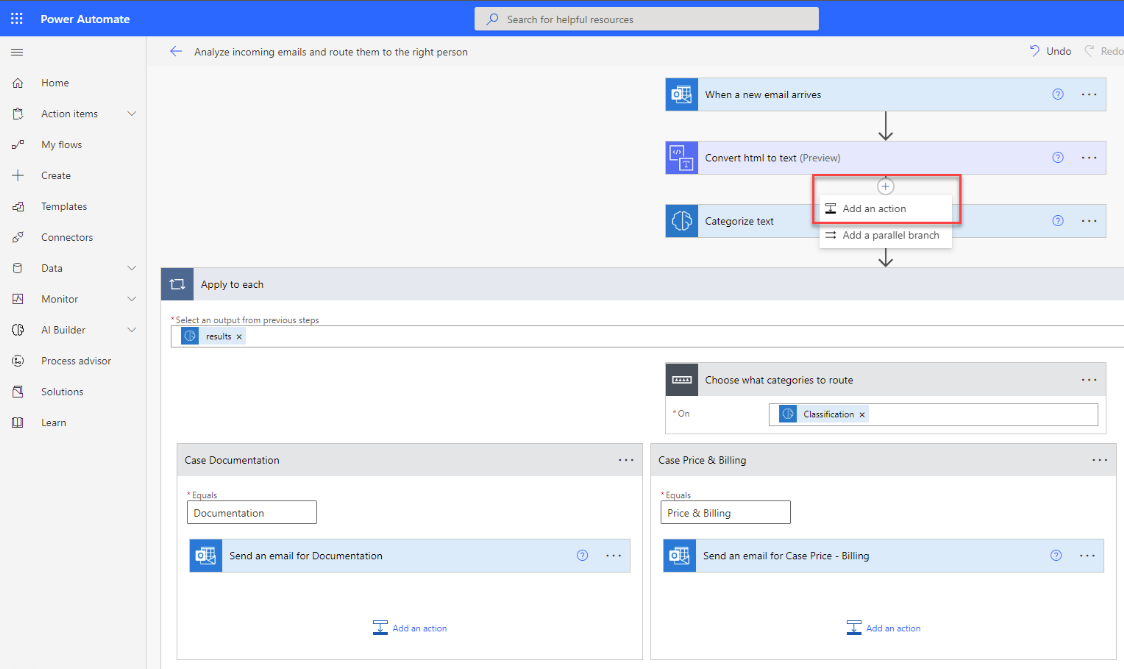 Power Automate
Search for helpful resources
Analyze incoming emails and route them to the right person
Undo
Redo
Home
Action items
My flows
Create
Templates
Connectors
Data
Monitor
AI Builder
Process advisor
Solutions
Learn
When a new email arrives
Convert html to text (Preview)
Add an action
Categorize text
Add a parallel branch
Apply to each
* Select an output from previous steps
results ×
Choose what categories to route
* On
Classification ×
Case Documentation
* Equals
Documentation
Send an email for Documentation
Add an action
Case Price & Billing
* Equals
Price & Billing
Send an email for Case Price - Billing
Add an action